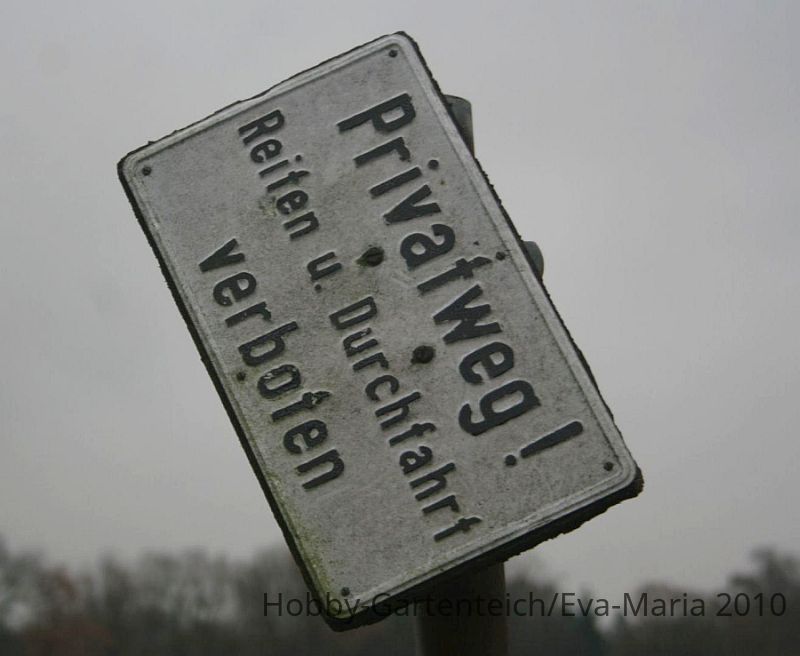 Privatweg!
Reiten u. Durchfahrt
verboten
Hobby-Gartenteich/Eva-Maria 2010